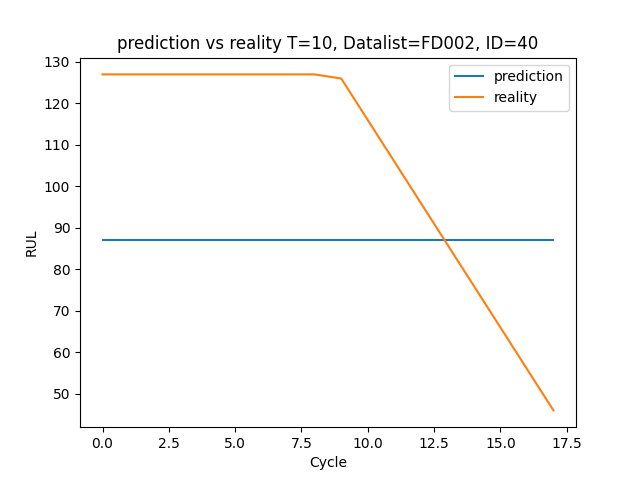 prediction vs reality T=10, Datalist=FD002, ID=40
130
120
110
100
90
80
70
60
50
RUL
prediction
reality
0.0 2.5 5.0 7.5 10.0 12.5 15.0 17.5
Cycle